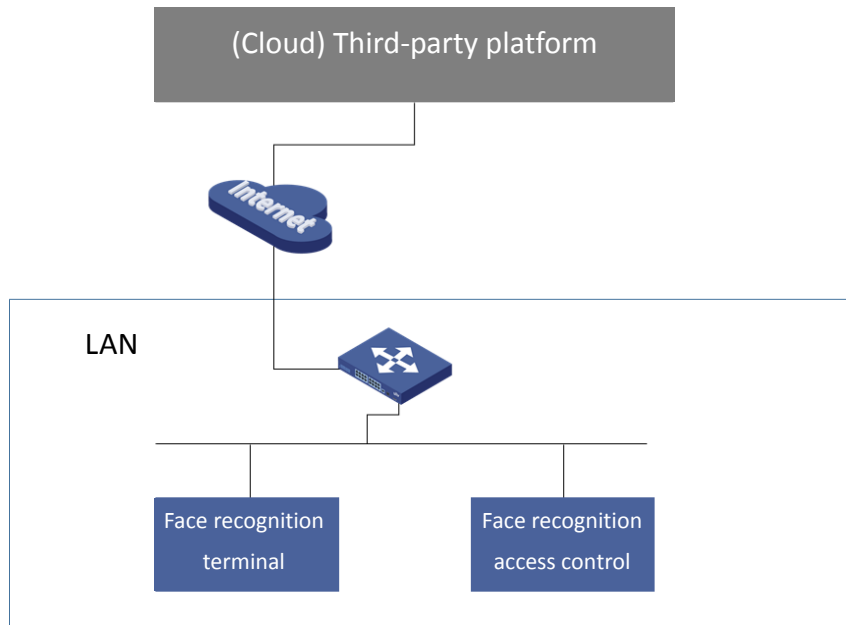 (Cloud) Third-party platform
Internet
LAN
Face recognition
terminal
Face recognition
access control